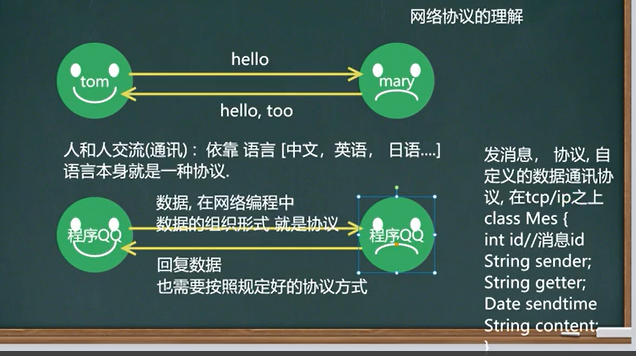 网络协议的理解
hello
tom
mary
hello, too
人和人交流(通讯) ：依靠 语言 [中文，英语， 日语....]
语言本身就是一种协议.
数据, 在网络编程中
数据的组织形式 就是协议
程序QQ
程序QQ
回复数据
也需要按照规定好的协议方式
发消息， 协议, 自
定义的数据通讯协
议, 在tcp/ip之上
class Mes {
int id//消息id
String sender;
String getter;
Date sendtime
String content;
}